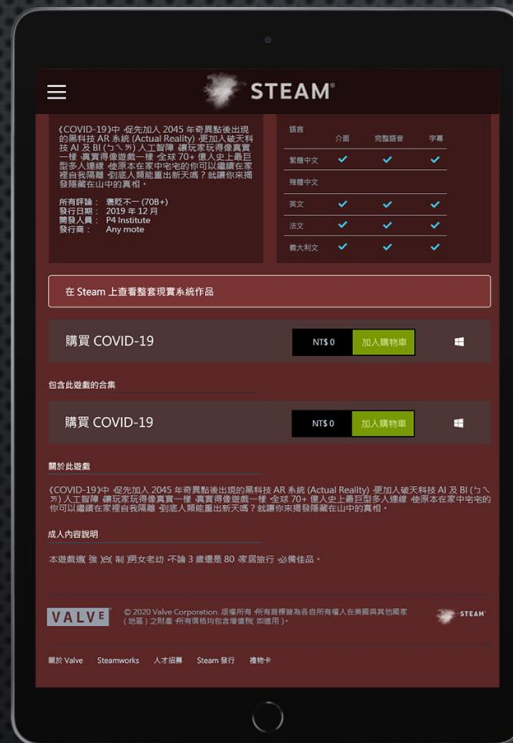 STEAM®
《COVID-19》中 促先加入 2045 年奇異點後出現
的黑科技 AR 系統 (Actual Reality) 更加入破天科
技 AI 及 BI (ㄅㄟㄞ) 人工智障 讓玩家玩得像真實
一樣 真實得像遊戲一樣 全球 70+ 億人史上最巨
型多人連線 使原本在家中宅宅的你可以繼續在家
裡自我隔離 到底人類能重出新天嗎？就讓你來揭
發隱藏在山中的真相。
所有評論： 褒貶不一 (70B+)
發行日期： 2019 年 12 月
開發人員： P4 Institute
發行商： Any mote
語言
介面 完整語音 字幕
繁體中文 ✓ ✓ ✓
殘體中文
英文 ✓ ✓ ✓
法文 ✓ ✓ ✓
義大利文 ✓ ✓ ✓
在 Steam 上查看整套現實系統作品
購買 COVID-19 NT$ 0 加入購物車
包含此遊戲的合集
購買 COVID-19 NT$ 0 加入購物車
關於此遊戲
《COVID-19》中 促先加入 2045 年奇異點後出現的黑科技 AR 系統 (Actual Reality) 更加入破天科技 AI 及 BI (ㄅㄟ
ㄞ) 人工智障 讓玩家玩得像真實一樣 真實得像遊戲一樣 全球 70+ 億人史上最巨型多人連線 使原本在家中宅宅的
你可以繼續在家裡自我隔離 到底人類能重出新天嗎？就讓你來揭發隱藏在山中的真相。
成人內容說明
本遊戲適( 強 )合( 制 )男女老幼 不論 3 歲還是 80 家居旅行 必備佳品。
VALVE
© 2020 Valve Corporation. 版權所有 所有商標皆為各自所有權人在美國與其他國家
( 地區 ) 之財產 所有價格均包含增值稅( 如適用 )。
STEAM®
關於 Valve Steamworks 人才招募 Steam 發行 禮物卡